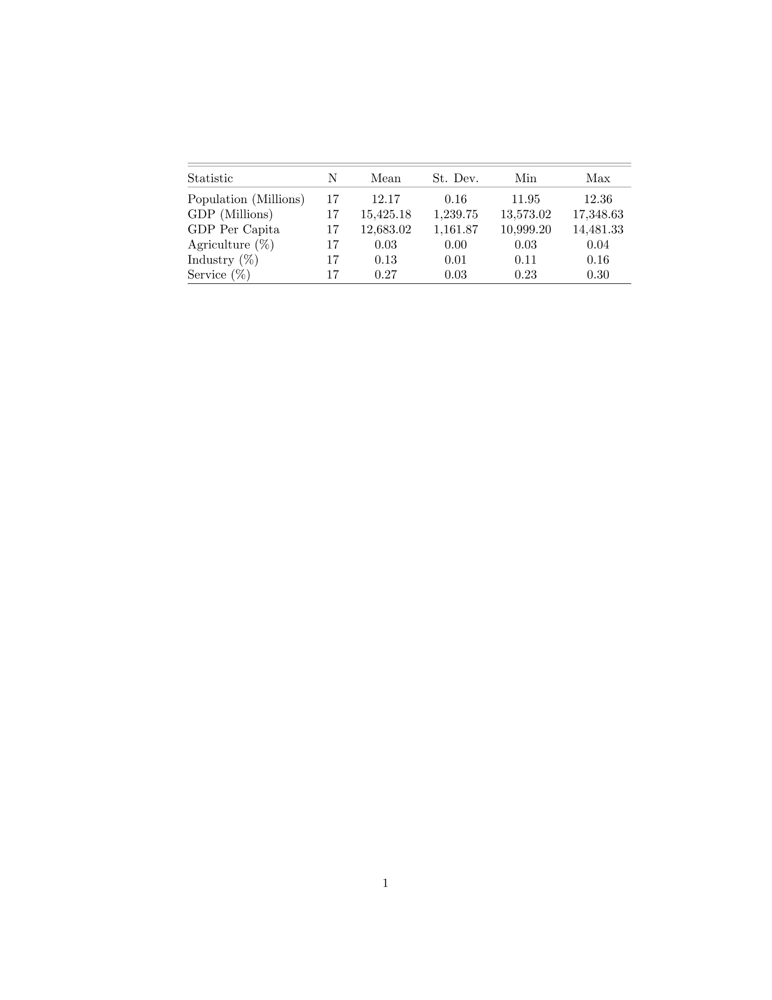 Statistic N Mean St. Dev. Min Max
Population (Millions) 17 12.17 0.16 11.95 12.36
GDP (Millions) 17 15,425.18 1,239.75 13,573.02 17,348.63
GDP Per Capita 17 12,683.02 1,161.87 10,999.20 14,481.33
Agriculture (%) 17 0.03 0.00 0.03 0.04
Industry (%) 17 0.13 0.01 0.11 0.16
Service (%) 17 0.27 0.03 0.23 0.30
1